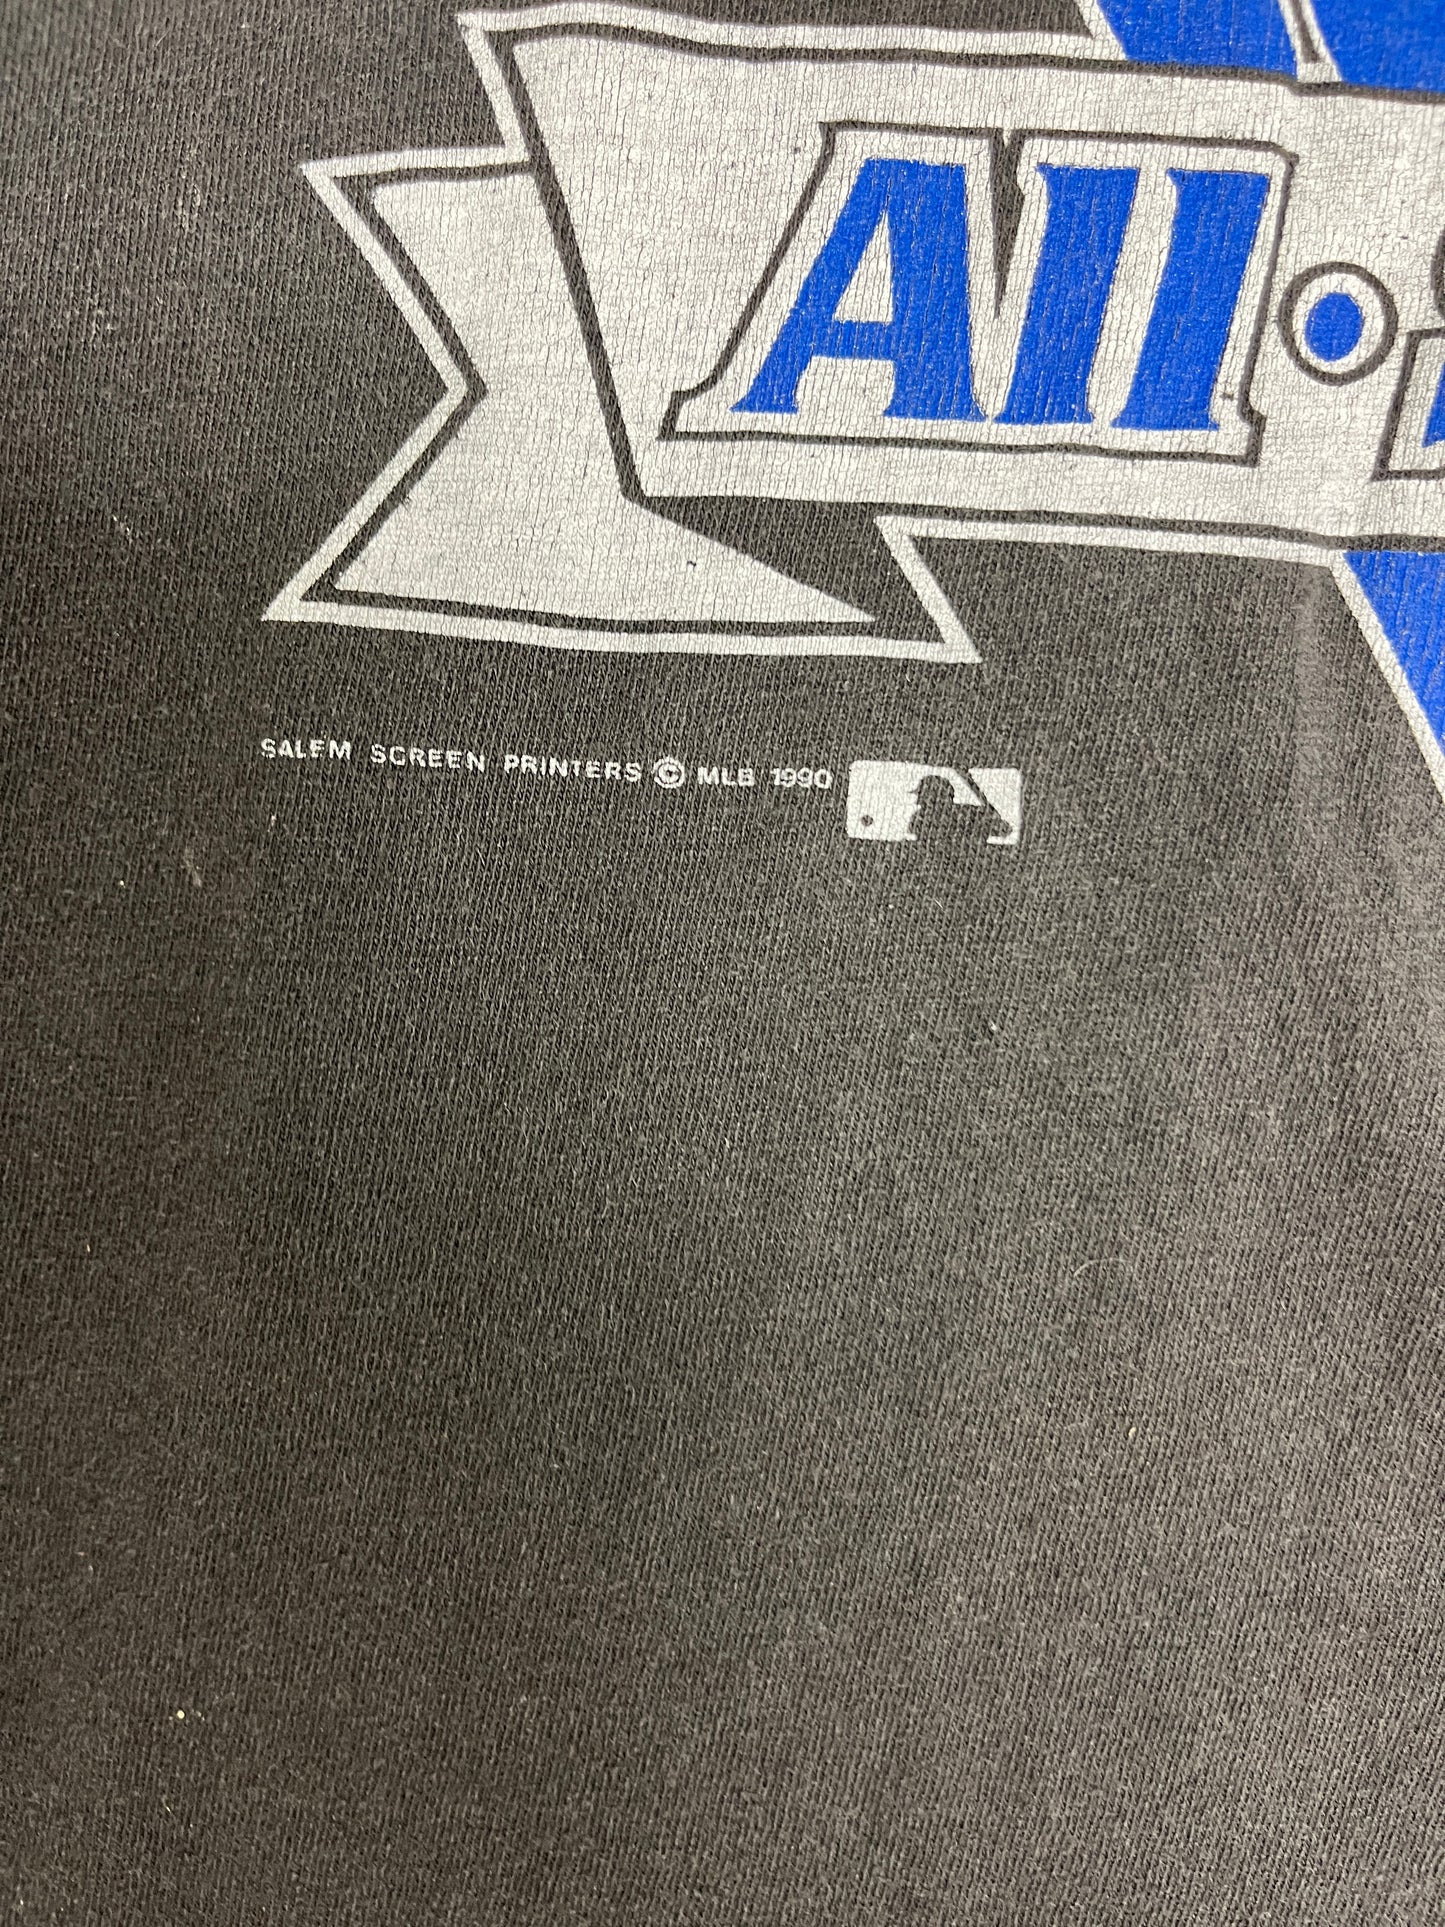 All•
SALEM SCREEN PRINTERS © MLB 1990